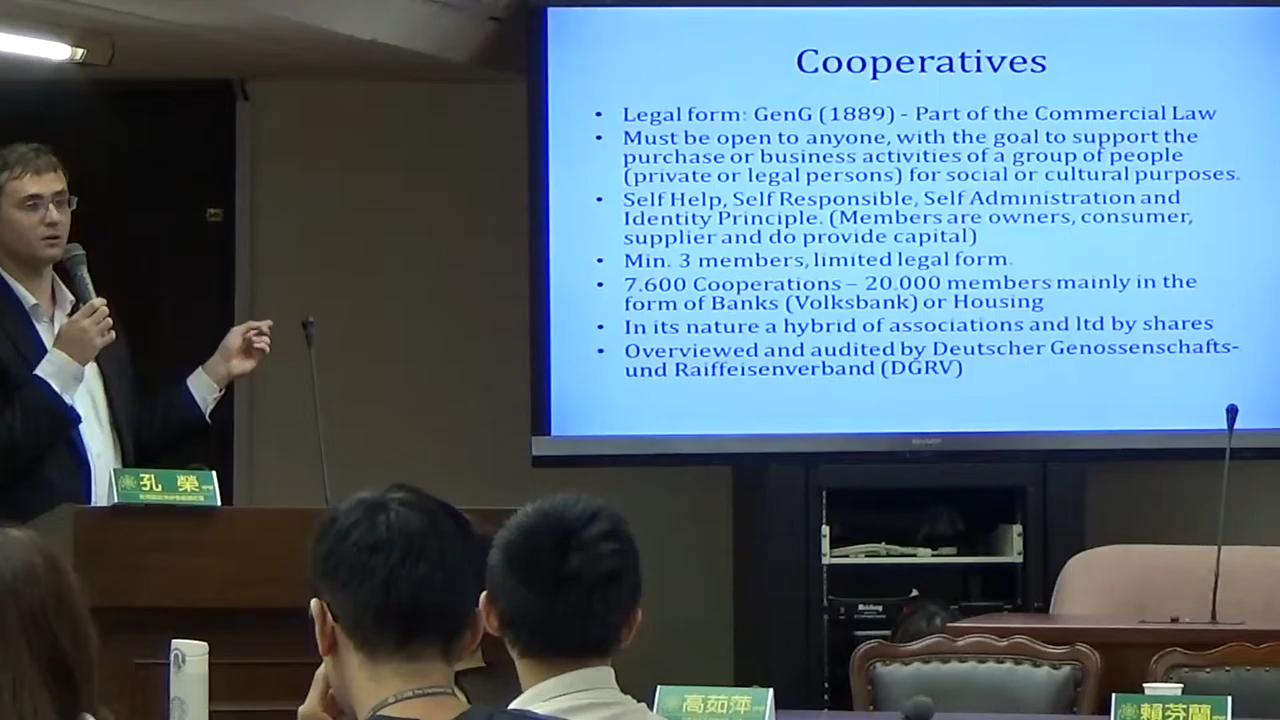 Cooperatives
• Legal form: GenG (1889) - Part of the Commercial Law
• Must be open to anyone, with the goal to support the
purchase or business activities of a group of people
(private or legal persons) for social or cultural purposes.
• Self Help, Self Responsible, Self Administration and
Identity Principle. (Members are owners, consumer,
supplier and do provide capital)
• Min. 3 members, limited legal form.
• 7.600 Cooperations – 20.000 members mainly in the
form of Banks (Volksbank) or Housing
• In its nature a hybrid of associations and ltd by shares
• Overviewed and audited by Deutscher Genossenschafts-
und Raiffeisenverband (DGRV)
SHARP
孔 榮
高茹萍
賴芬蘭